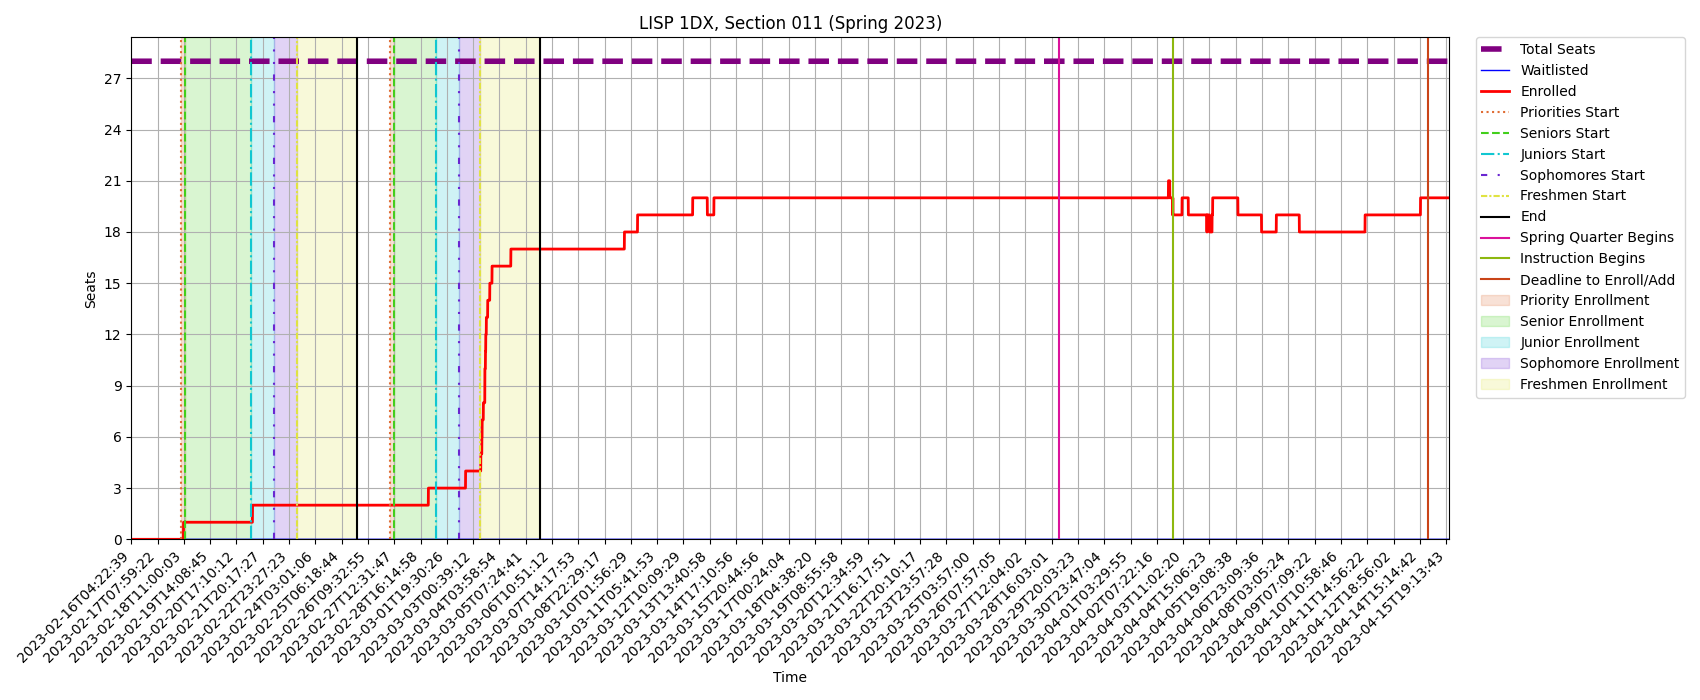 LISP 1DX, Section 011 (Spring 2023)
Seats
27
24
21
18
15
12
9
6
3
0
2023-02-16T04:22:39
2023-02-17T07:59:22
2023-02-18T11:00:03
2023-02-19T14:08:45
2023-02-20T17:10:12
2023-02-21T20:17:27
2023-02-22T23:27:23
2023-02-24T03:01:06
2023-02-25T06:18:44
2023-02-26T09:32:55
2023-02-27T12:31:47
2023-02-28T16:14:58
2023-03-01T19:30:26
2023-03-03T00:39:12
2023-03-04T03:58:54
2023-03-05T07:24:41
2023-03-06T10:51:12
2023-03-07T14:17:53
2023-03-08T22:29:17
2023-03-10T01:56:29
2023-03-11T05:41:53
2023-03-12T10:09:29
2023-03-13T13:40:58
2023-03-14T17:10:56
2023-03-15T20:44:56
2023-03-17T00:24:04
2023-03-18T04:38:20
2023-03-19T08:55:58
2023-03-20T12:34:59
2023-03-21T16:17:51
2023-03-22T20:10:17
2023-03-23T23:57:28
2023-03-25T03:57:00
2023-03-26T07:57:05
2023-03-27T12:04:02
2023-03-28T16:03:01
2023-03-29T20:03:23
2023-03-30T23:47:04
2023-04-01T03:29:55
2023-04-02T07:22:16
2023-04-03T11:02:20
2023-04-04T15:06:23
2023-04-05T19:08:38
2023-04-06T23:09:36
2023-04-08T03:05:24
2023-04-09T07:09:22
2023-04-10T10:58:46
2023-04-11T14:56:22
2023-04-12T18:56:02
2023-04-14T15:14:42
2023-04-15T19:13:43
Time
Total Seats
Waitlisted
Enrolled
Priorities Start
Seniors Start
Juniors Start
Sophomores Start
Freshmen Start
End
Spring Quarter Begins
Instruction Begins
Deadline to Enroll/Add
Priority Enrollment
Senior Enrollment
Junior Enrollment
Sophomore Enrollment
Freshmen Enrollment